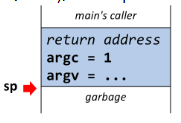 main's caller
return address
argc = 1
argv = ...
sp
garbage